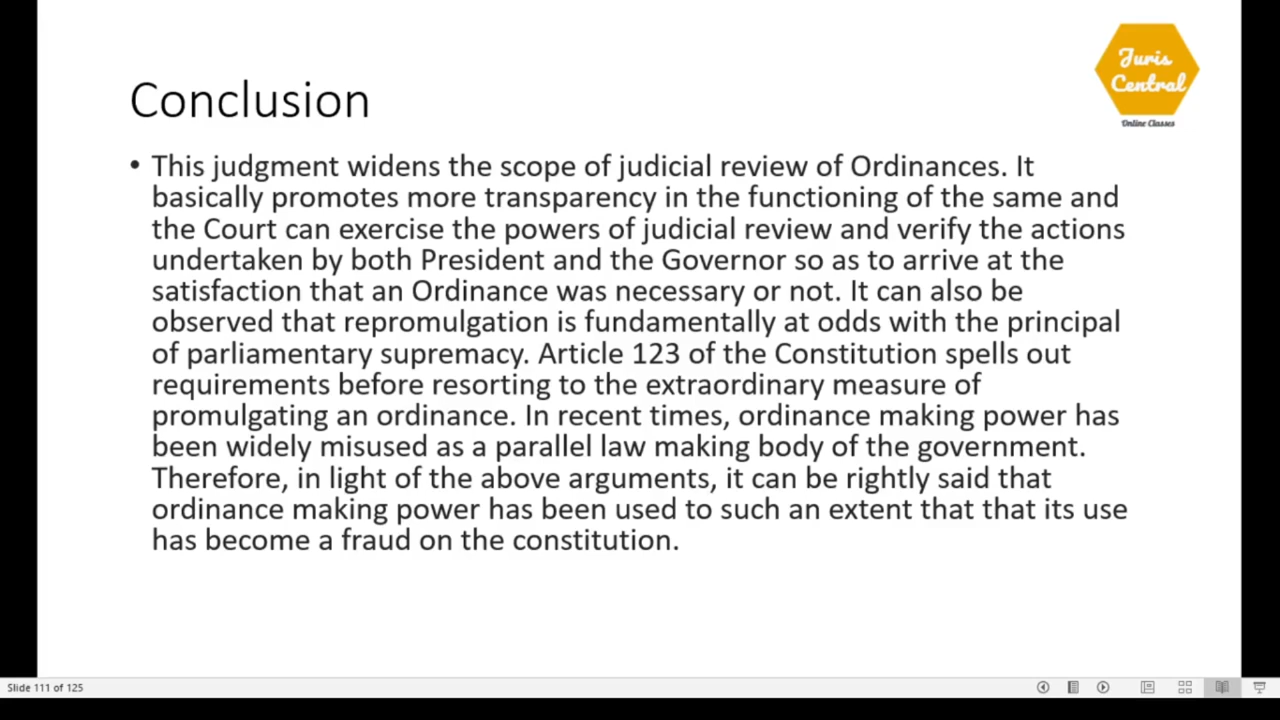 Juris
Central
Online Classes
Conclusion
• This judgment widens the scope of judicial review of Ordinances. It
basically promotes more transparency in the functioning of the same and
the Court can exercise the powers of judicial review and verify the actions
undertaken by both President and the Governor so as to arrive at the
satisfaction that an Ordinance was necessary or not. It can also be
observed that repromulgation is fundamentally at odds with the principal
of parliamentary supremacy. Article 123 of the Constitution spells out
requirements before resorting to the extraordinary measure of
promulgating an ordinance. In recent times, ordinance making power has
been widely misused as a parallel law making body of the government.
Therefore, in light of the above arguments, it can be rightly said that
ordinance making power has been used to such an extent that that its use
has become a fraud on the constitution.
Slide 111 of 125